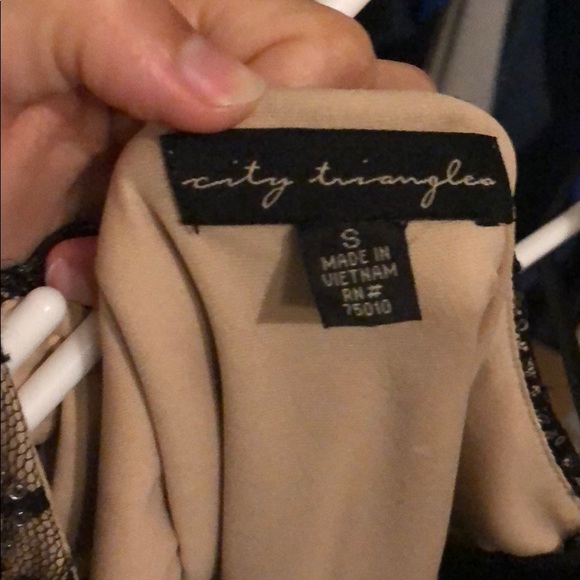 city triangles
S
MADE IN
VIETNAM
RN#
75010